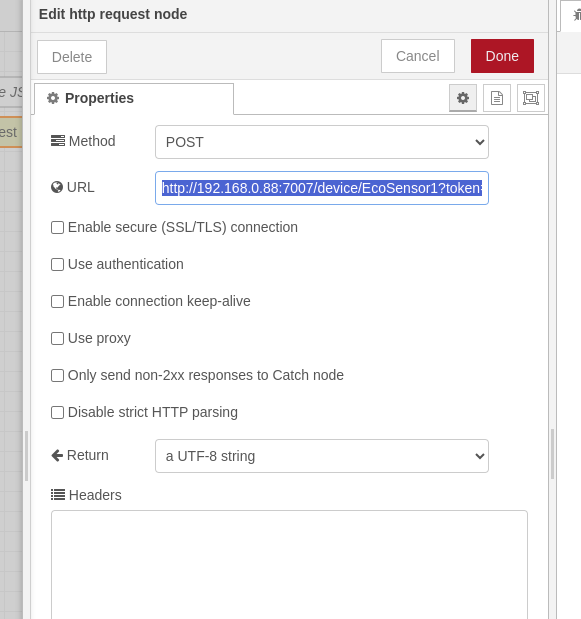 Edit http request node
Delete
Cancel
Done
Properties
Method
POST
URL
http://192.168.0.88:7007/device/EcoSensor1?token=
Enable secure (SSL/TLS) connection
Use authentication
Enable connection keep-alive
Use proxy
Only send non-2xx responses to Catch node
Disable strict HTTP parsing
Return
a UTF-8 string
Headers